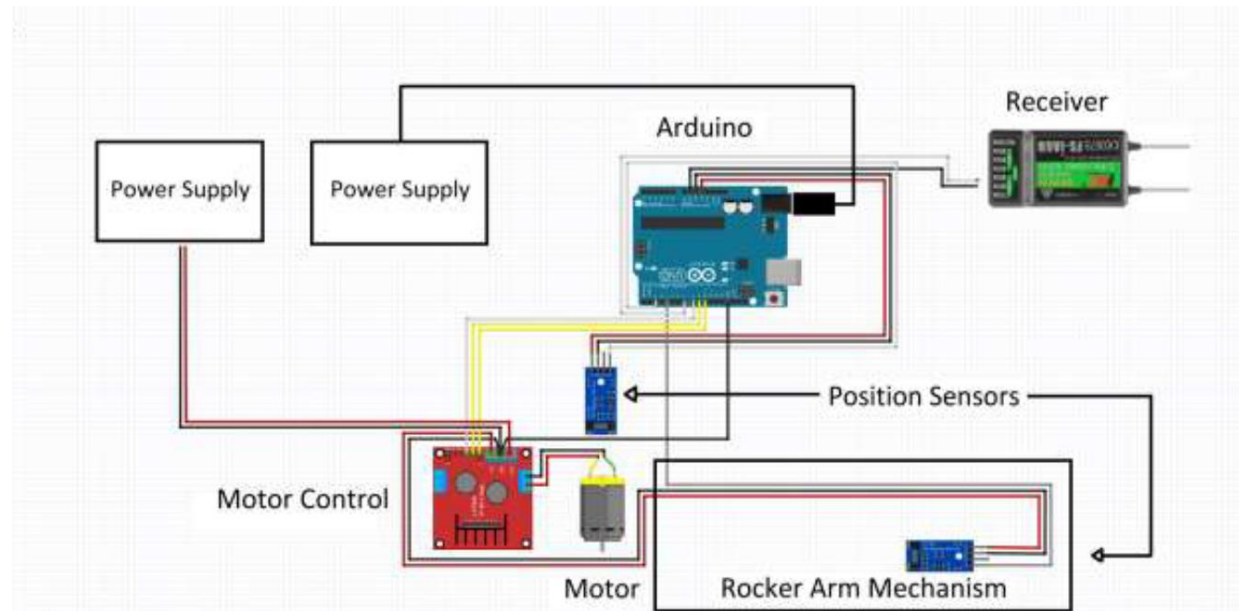 Receiver
Arduino
Power Supply
Power Supply
Position Sensors
Motor Control
Motor
Rocker Arm Mechanism